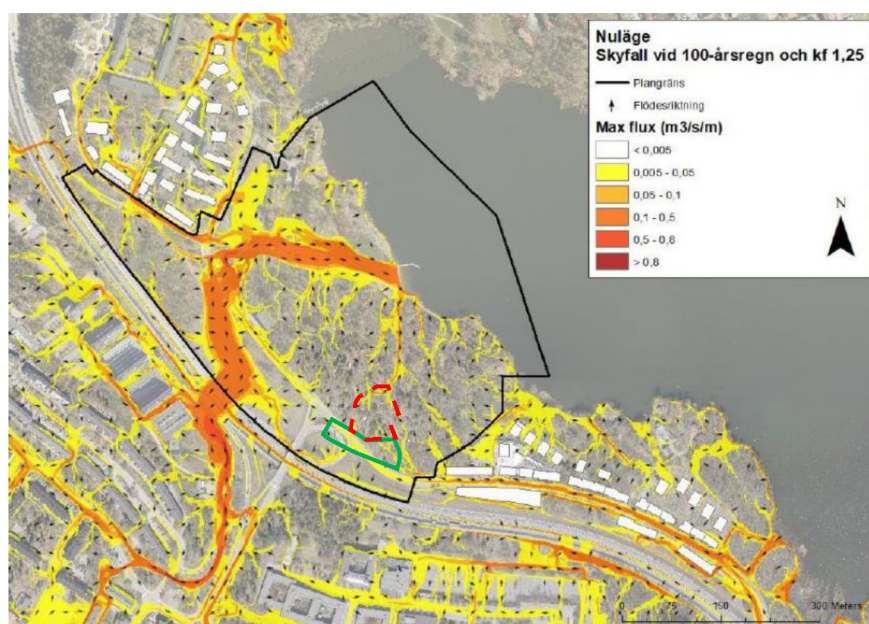 Nuläge
Skyfall vid 100-årsregn och kf 1,25
Plangräns
Flödesriktning
Max flux (m3/s/m)
< 0,005
0,005 - 0,05
0,05 - 0,1
0,1 - 0,5
0,5 - 0,8
> 0,8
N
0 75 150 300 Meters